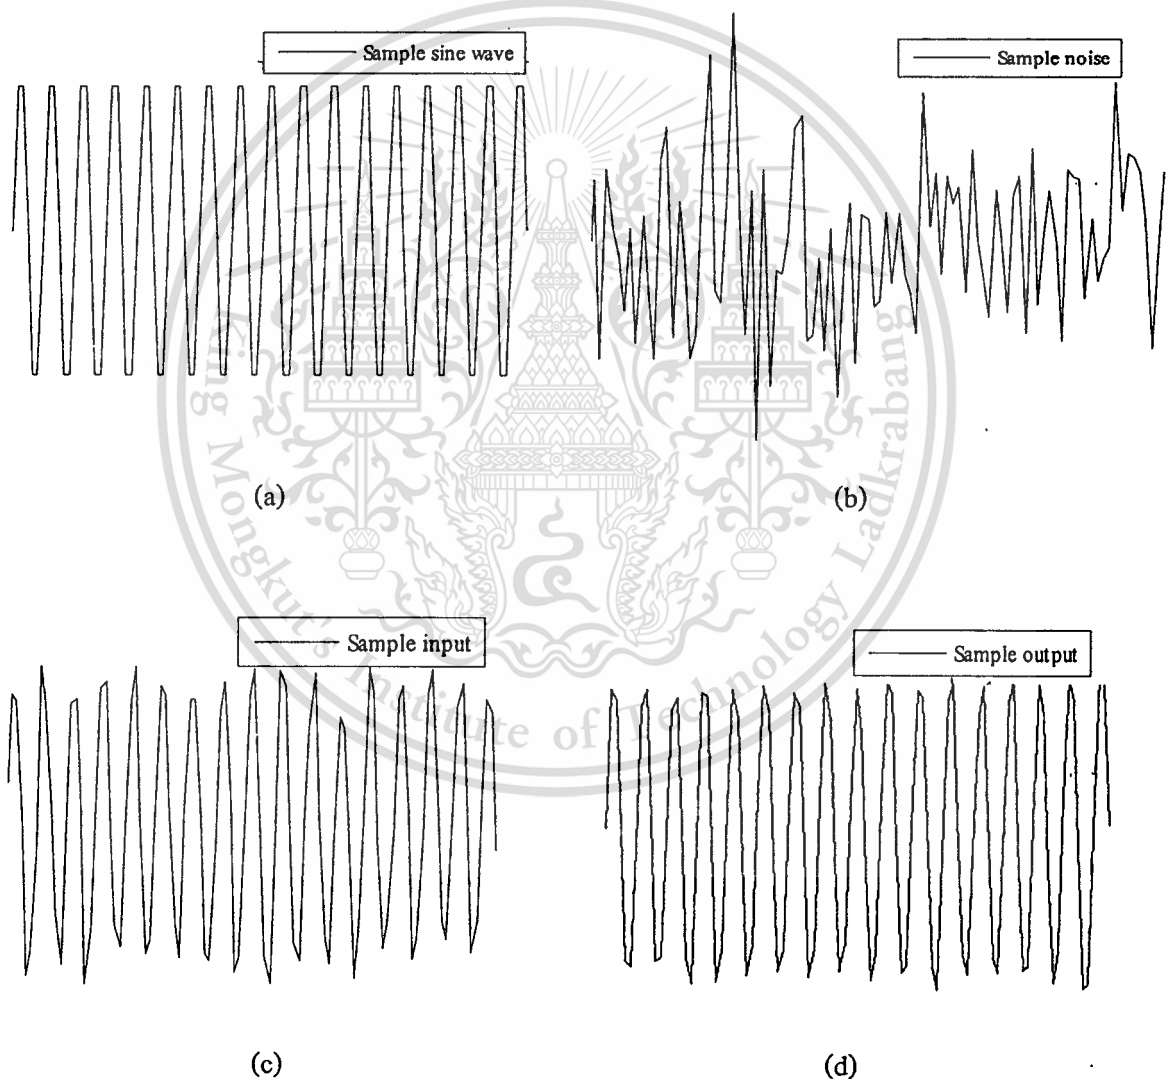 Sample sine wave
Sample noise
(a)
(b)
Sample input
Sample output
(c)
(d)
King Mongkut's Institute of Technology Ladkrabang